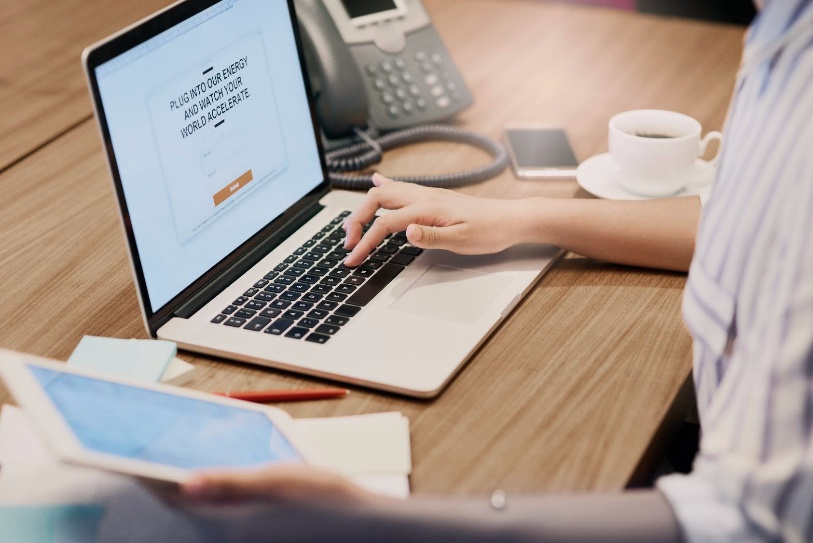 PLUG INTO OUR ENERGY
AND WATCH YOUR
WORLD ACCELERATE.